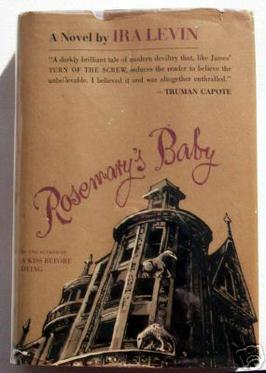 A Novel by IRA LEVIN
"A darkly brilliant tale of modern deviltry that, like James'
TURN OF THE SCREW, induces the reader to believe the
unbelievable. I believed it and was altogether enthralled."
— TRUMAN CAPOTE
Rosemary's Baby
BY THE AUTHOR OF
A KISS BEFORE
DYING